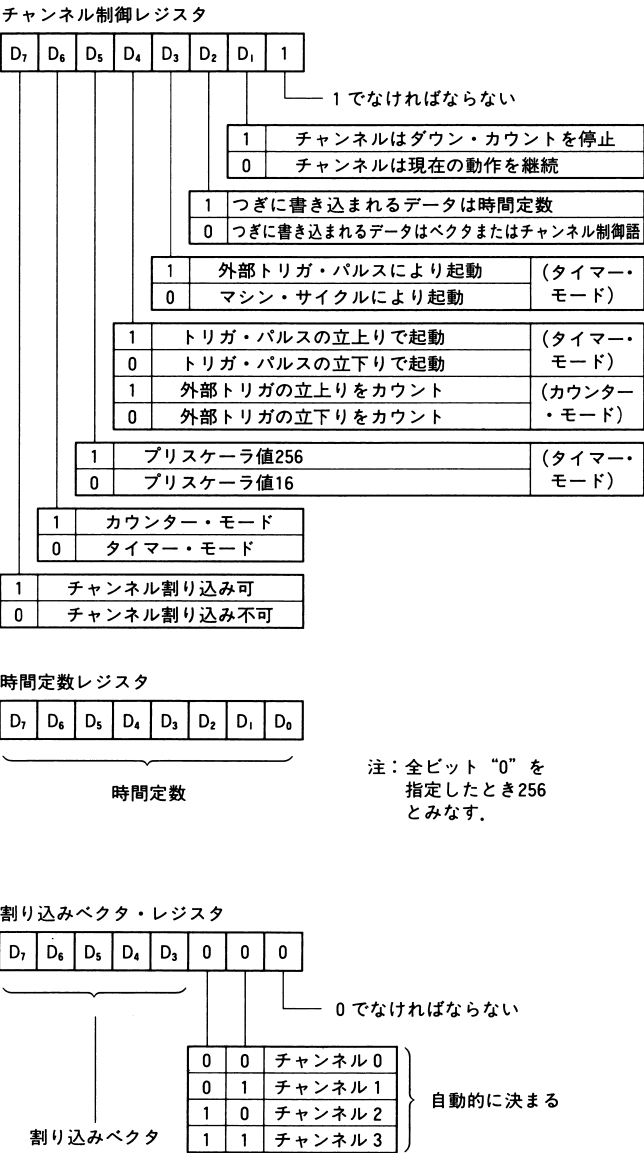 チャンネル制御レジスタ
D₇ D₆ D₅ D₄ D₃ D₂ D₁ 1
1 でなければならない
1 チャンネルはダウン・カウントを停止
0 チャンネルは現在の動作を継続
1 つぎに書き込まれるデータは時間定数
0 つぎに書き込まれるデータはベクタまたはチャンネル制御語
1 外部トリガ・パルスにより起動 (タイマー・
0 マシン・サイクルにより起動 モード)
1 トリガ・パルスの立上りで起動 (タイマー・
0 トリガ・パルスの立下りで起動 モード)
1 外部トリガの立上りをカウント (カウンター
0 外部トリガの立下りをカウント ・モード)
1 プリスケーラ値256 (タイマー・
0 プリスケーラ値16 モード)
1 カウンター・モード
0 タイマー・モード
1 チャンネル割り込み可
0 チャンネル割り込み不可
時間定数レジスタ
D₇ D₆ D₅ D₄ D₃ D₂ D₁ D₀
時間定数
注：全ビット“0”を
指定したとき256
とみなす．
割り込みベクタ・レジスタ
D₇ D₆ D₅ D₄ D₃ 0 0 0
0 でなければならない
0 0 チャンネル 0
0 1 チャンネル 1
1 0 チャンネル 2
1 1 チャンネル 3
自動的に決まる
割り込みベクタ